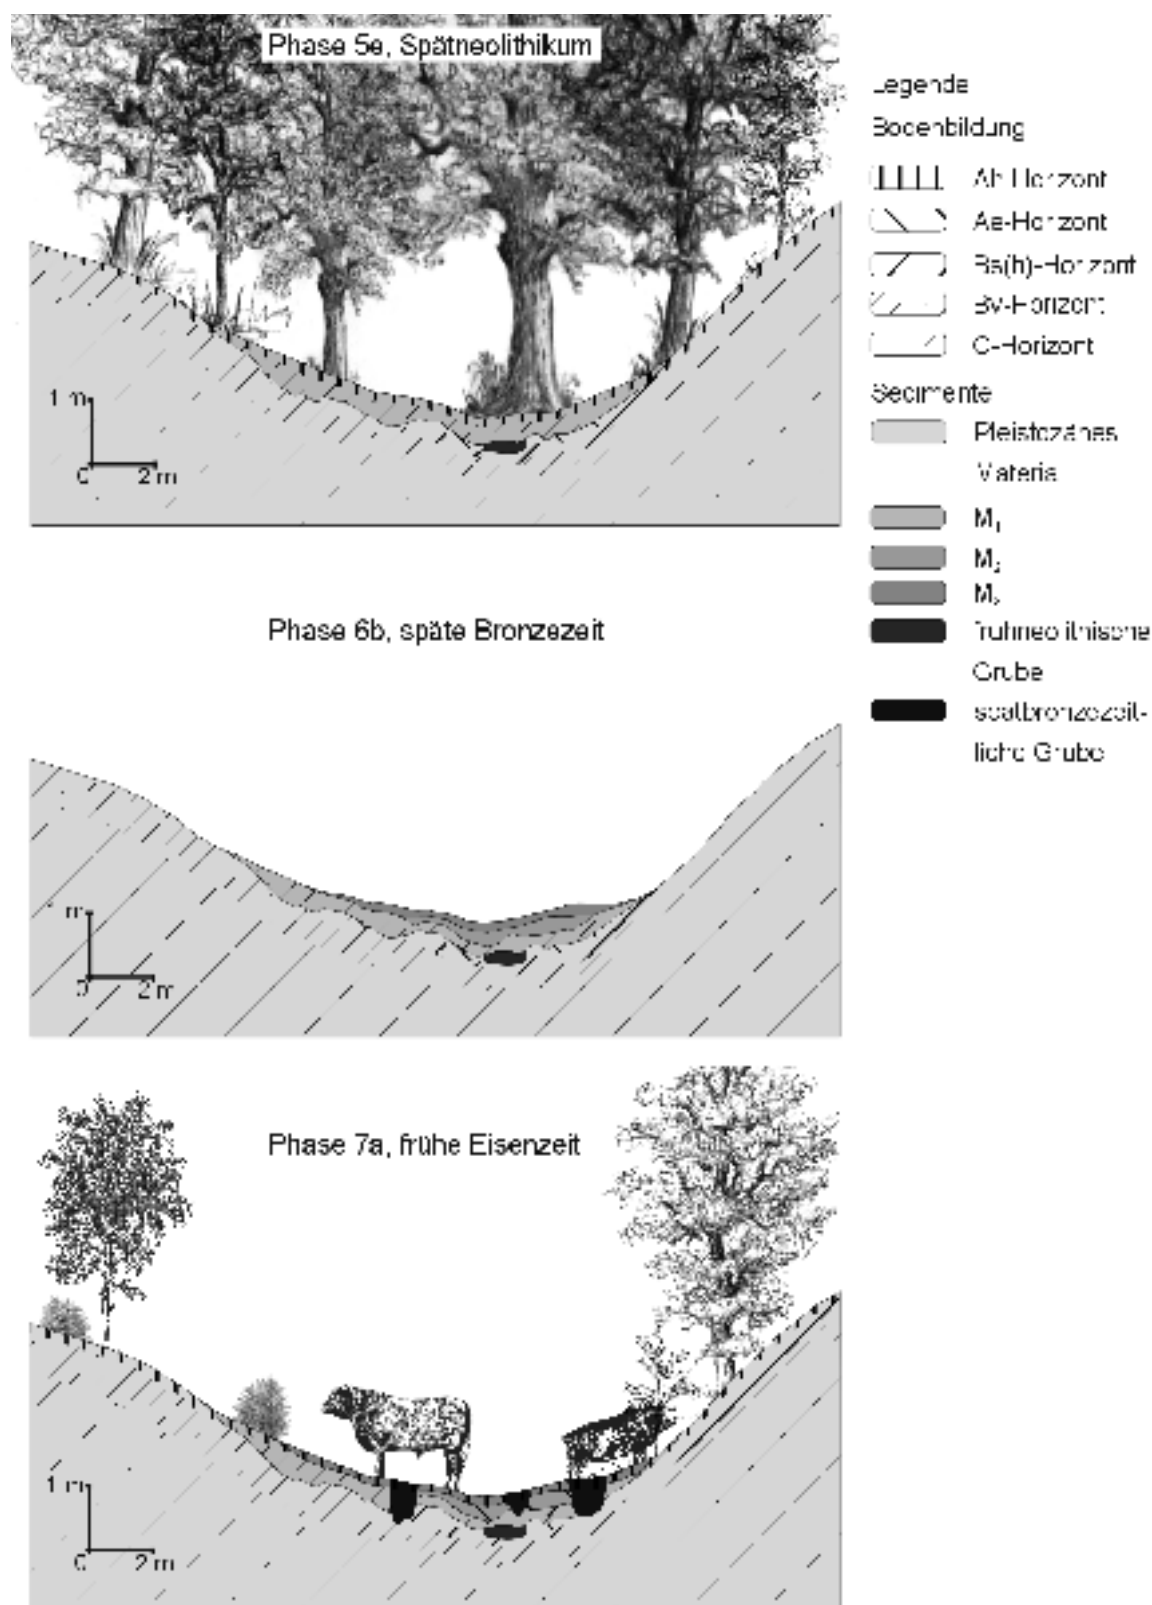 Phase 5e, Spätneolithikum
1 m
0 2 m
Phase 6b, späte Bronzezeit
m
0 2 m
Phase 7a, frühe Eisenzeit
1 m
0 2 m
Legende
Bodenbildung
Ah-Horizont
Ae-Horizont
Bs(h)-Horizont
Bv-Horizont
C-Horizont
Sedimente
Pleistozänes
Material
M₁
M₂
M₃
frühneolithische
Grube
spätbronzezeit-
liche Grube